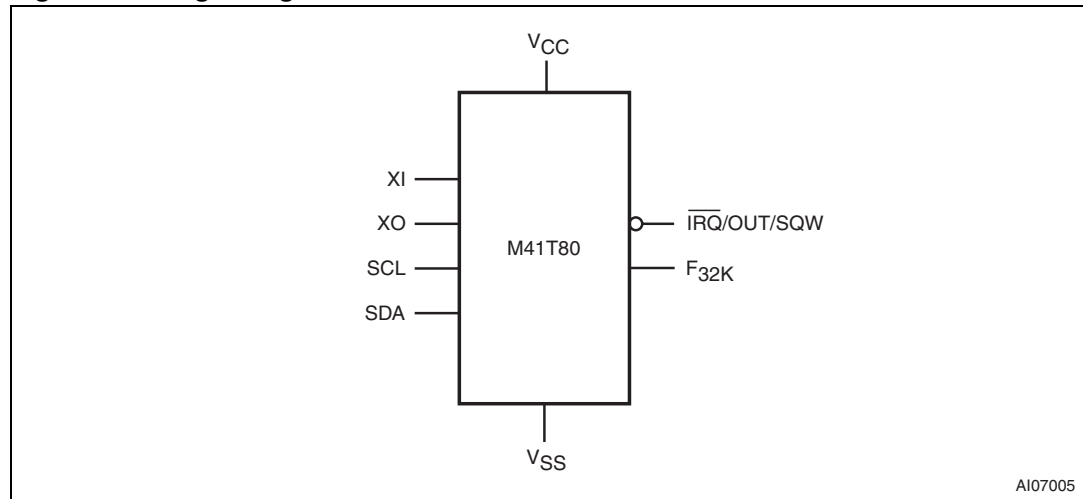 VCC
XI
XO
SCL
SDA
M41T80
IRQ/OUT/SQW
F32K
VSS
AI07005